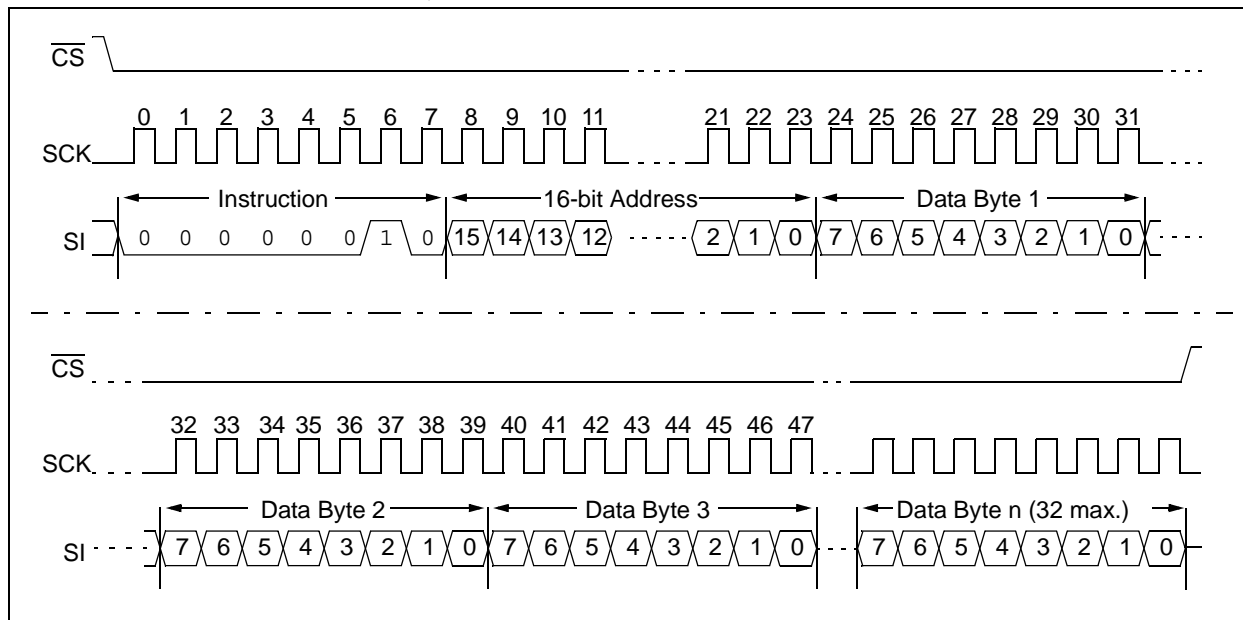 CS
0 1 2 3 4 5 6 7 8 9 10 11 21 22 23 24 25 26 27 28 29 30 31
SCK
Instruction 16-bit Address Data Byte 1
SI 0 0 0 0 0 0 1 0 15 14 13 12 2 1 0 7 6 5 4 3 2 1 0
CS
32 33 34 35 36 37 38 39 40 41 42 43 44 45 46 47
SCK
Data Byte 2 Data Byte 3 Data Byte n (32 max.)
SI 7 6 5 4 3 2 1 0 7 6 5 4 3 2 1 0 7 6 5 4 3 2 1 0